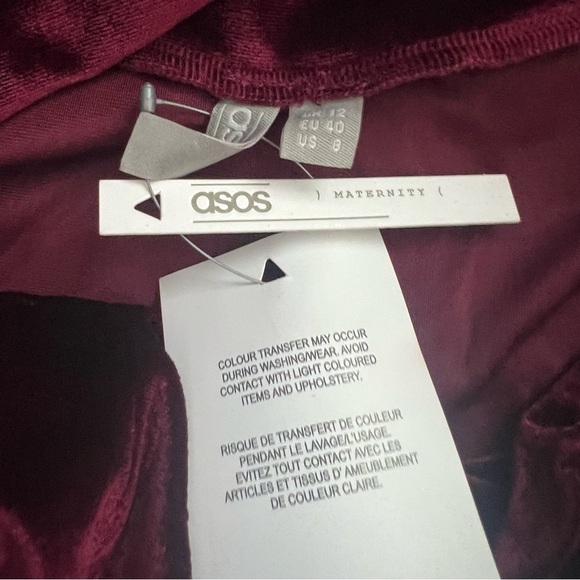 UK 12
EU 40
US 8
asos ) MATERNITY (
COLOUR TRANSFER MAY OCCUR
DURING WASHING/WEAR. AVOID
CONTACT WITH LIGHT COLOURED
ITEMS AND UPHOLSTERY.
RISQUE DE TRANSFERT DE COULEUR
PENDANT LE LAVAGE/L'USAGE.
EVITEZ TOUT CONTACT AVEC LES
ARTICLES ET TISSUS D'AMEUBLEMENT
DE COULEUR CLAIRE.